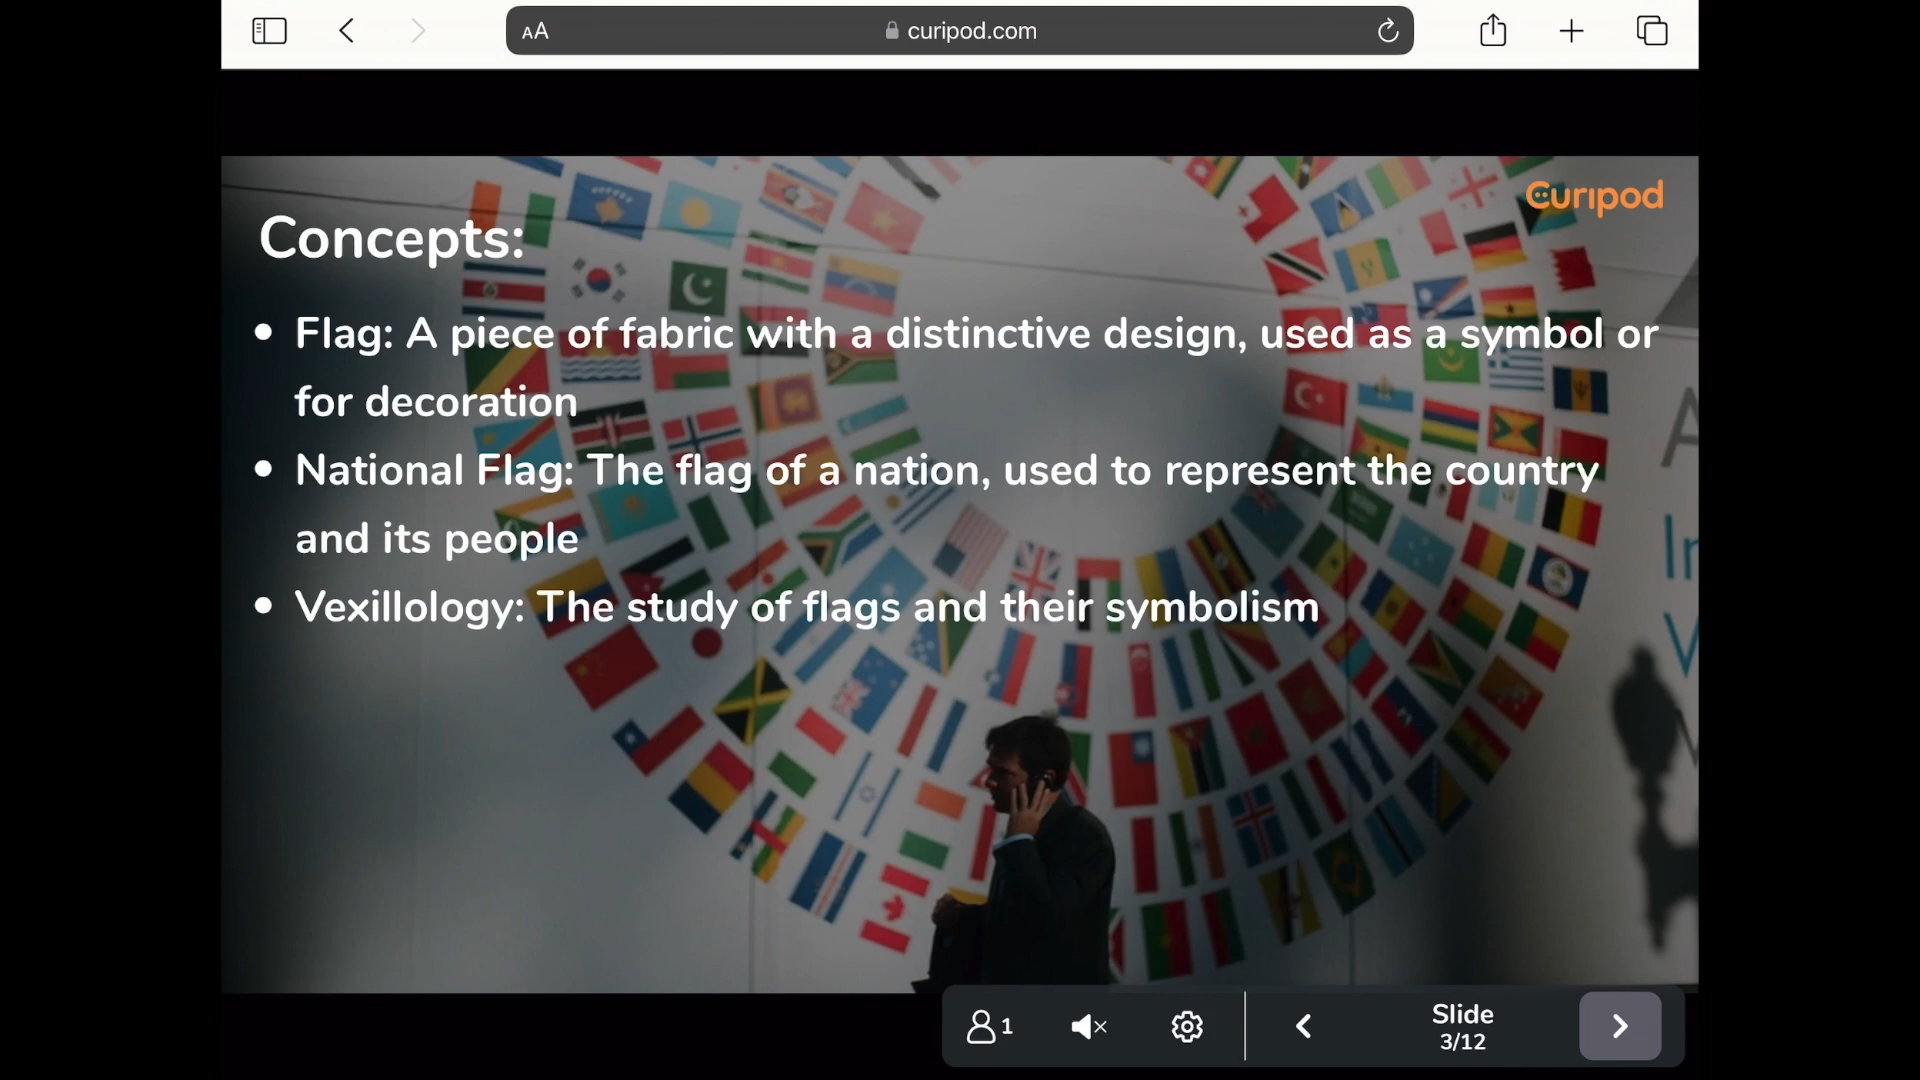 AA
curipod.com
Curipod
Concepts:
• Flag: A piece of fabric with a distinctive design, used as a symbol or
for decoration
• National Flag: The flag of a nation, used to represent the country
and its people
• Vexillology: The study of flags and their symbolism
1
Slide
3/12